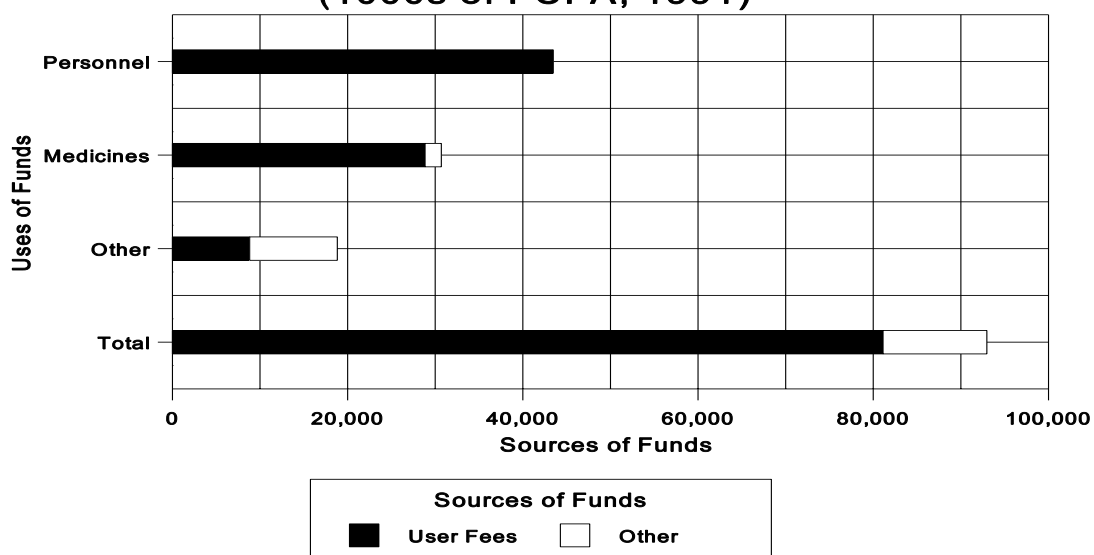 Personnel
Medicines
Other
Total
Uses of Funds
0 20,000 40,000 60,000 80,000 100,000
Sources of Funds
Sources of Funds
User Fees Other